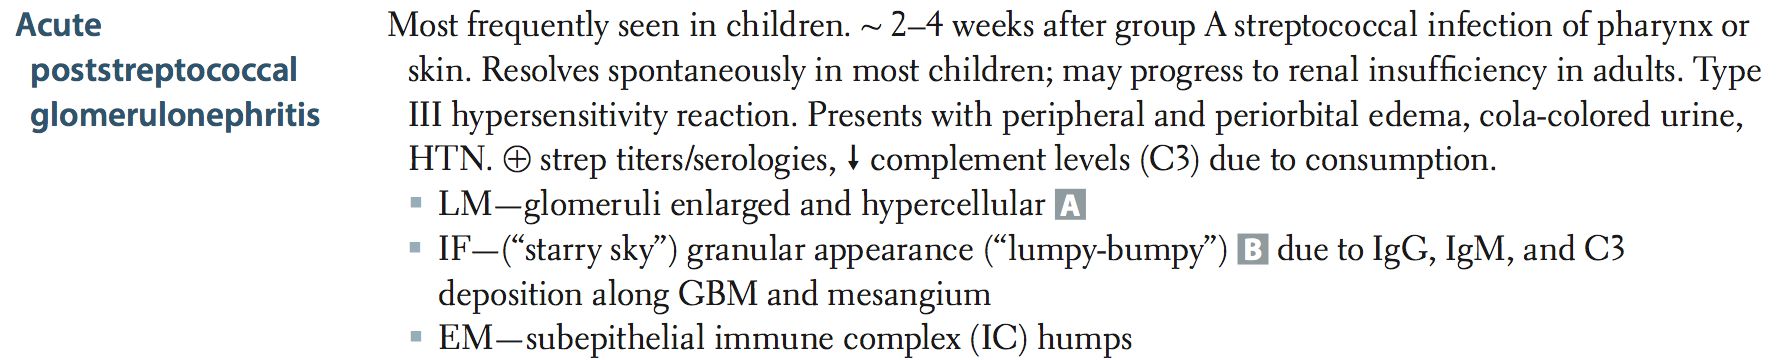 Acute
poststreptococcal
glomerulonephritis
Most frequently seen in children. ~ 2–4 weeks after group A streptococcal infection of pharynx or
skin. Resolves spontaneously in most children; may progress to renal insufficiency in adults. Type
III hypersensitivity reaction. Presents with peripheral and periorbital edema, cola-colored urine,
HTN. ⊕ strep titers/serologies, ↓ complement levels (C3) due to consumption.
▪ LM—glomeruli enlarged and hypercellular A
▪ IF—(“starry sky”) granular appearance (“lumpy-bumpy”) B due to IgG, IgM, and C3
deposition along GBM and mesangium
▪ EM—subepithelial immune complex (IC) humps